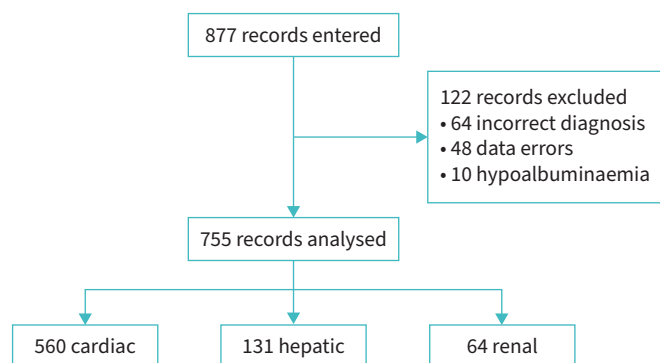 877 records entered
122 records excluded
• 64 incorrect diagnosis
• 48 data errors
• 10 hypoalbuminaemia
755 records analysed
560 cardiac
131 hepatic
64 renal